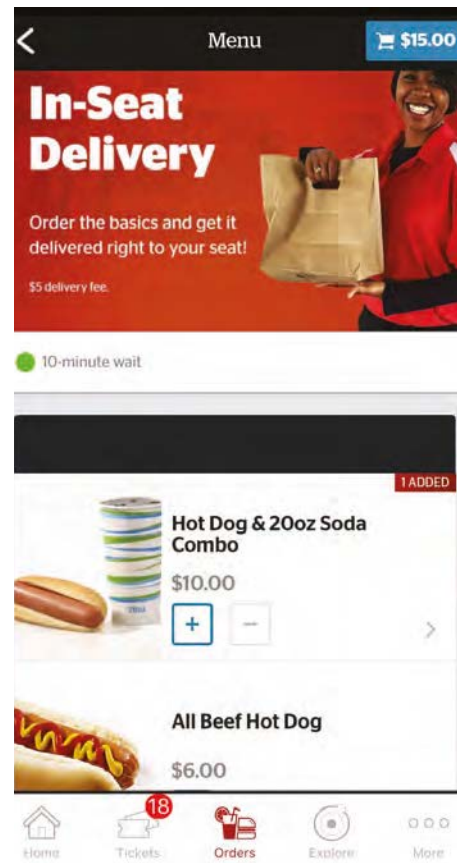 Menu
$15.00
In-Seat
Delivery
Order the basics and get it
delivered right to your seat!
$5 delivery fee.
10-minute wait
1 ADDED
Hot Dog & 20oz Soda
Combo
$10.00
All Beef Hot Dog
$6.00
18
Home
Tickets
Orders
Explore
More